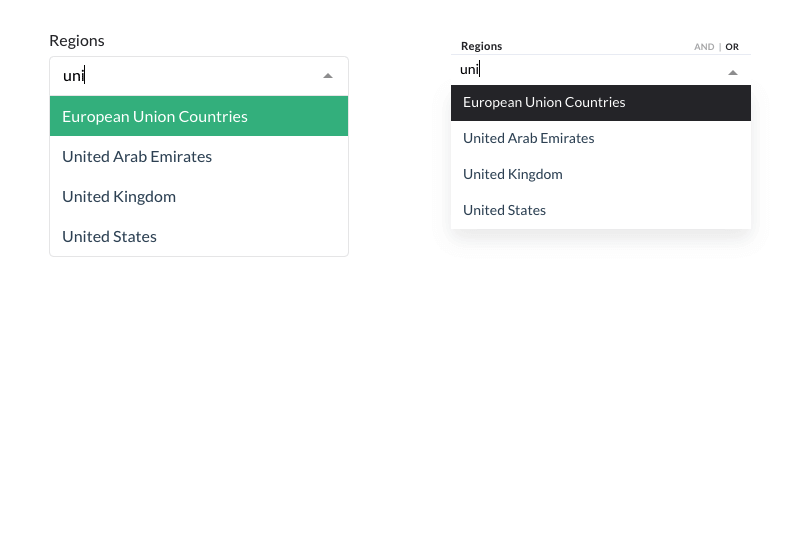 Regions
uni
European Union Countries
United Arab Emirates
United Kingdom
United States
Regions AND | OR
uni
European Union Countries
United Arab Emirates
United Kingdom
United States